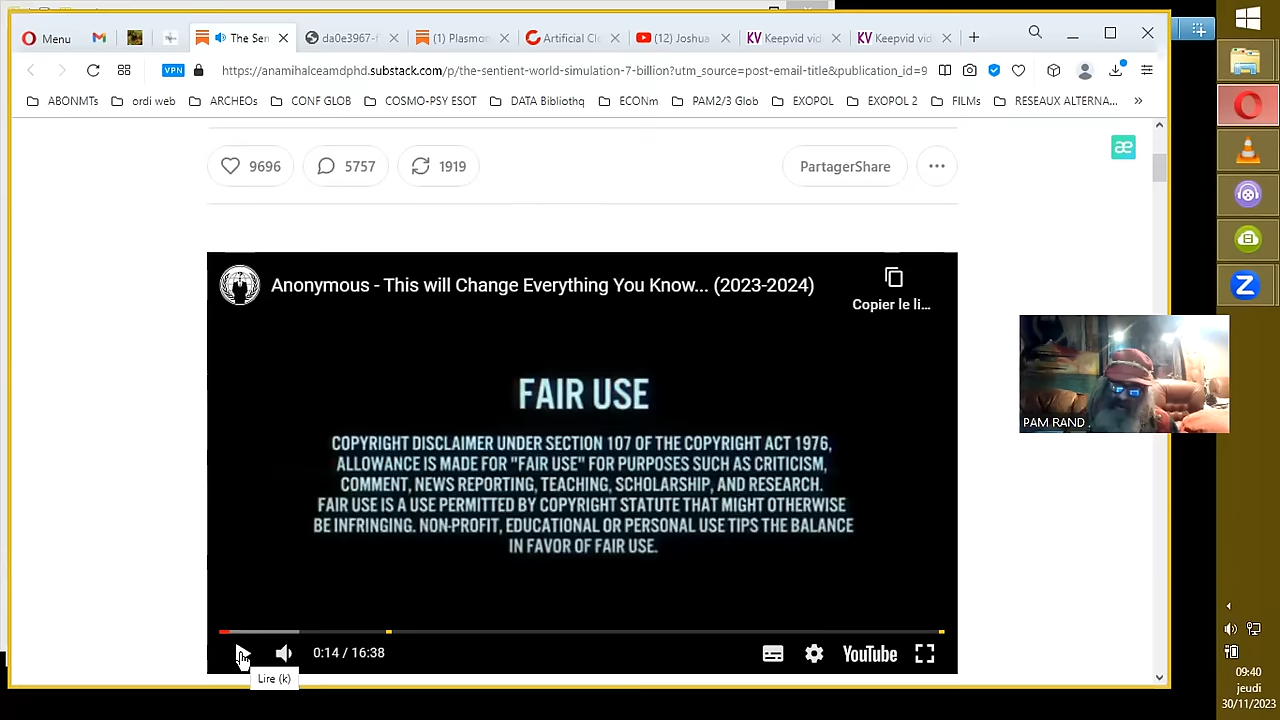 Menu
The Sen
da0e3967-
(1) Plasmo
Artificial Cl
(12) Joshua
KV Keepvid vid
KV Keepvid vid
VPN
https://anamihalceamdphd.substack.com/p/the-sentient-world-simulation-7-billion?utm_source=post-email-title&publication_id=9
ABONMTs
ordi web
ARCHEOs
CONF GLOB
COSMO-PSY ESOT
DATA Bibliothq
ECONm
PAM2/3 Glob
EXOPOL
EXOPOL 2
FILMs
RESEAUX ALTERNA...
»
æ
9696
5757
1919
PartagerShare
Anonymous - This will Change Everything You Know... (2023-2024)
Copier le li...
FAIR USE
COPYRIGHT DISCLAIMER UNDER SECTION 107 OF THE COPYRIGHT ACT 1976,
ALLOWANCE IS MADE FOR "FAIR USE" FOR PURPOSES SUCH AS CRITICISM,
COMMENT, NEWS REPORTING, TEACHING, SCHOLARSHIP, AND RESEARCH.
FAIR USE IS A USE PERMITTED BY COPYRIGHT STATUTE THAT MIGHT OTHERWISE
BE INFRINGING. NON-PROFIT, EDUCATIONAL OR PERSONAL USE TIPS THE BALANCE
IN FAVOR OF FAIR USE.
PAM RAND
0:14 / 16:38
YouTube
Lire (k)
09:40
jeudi
30/11/2023